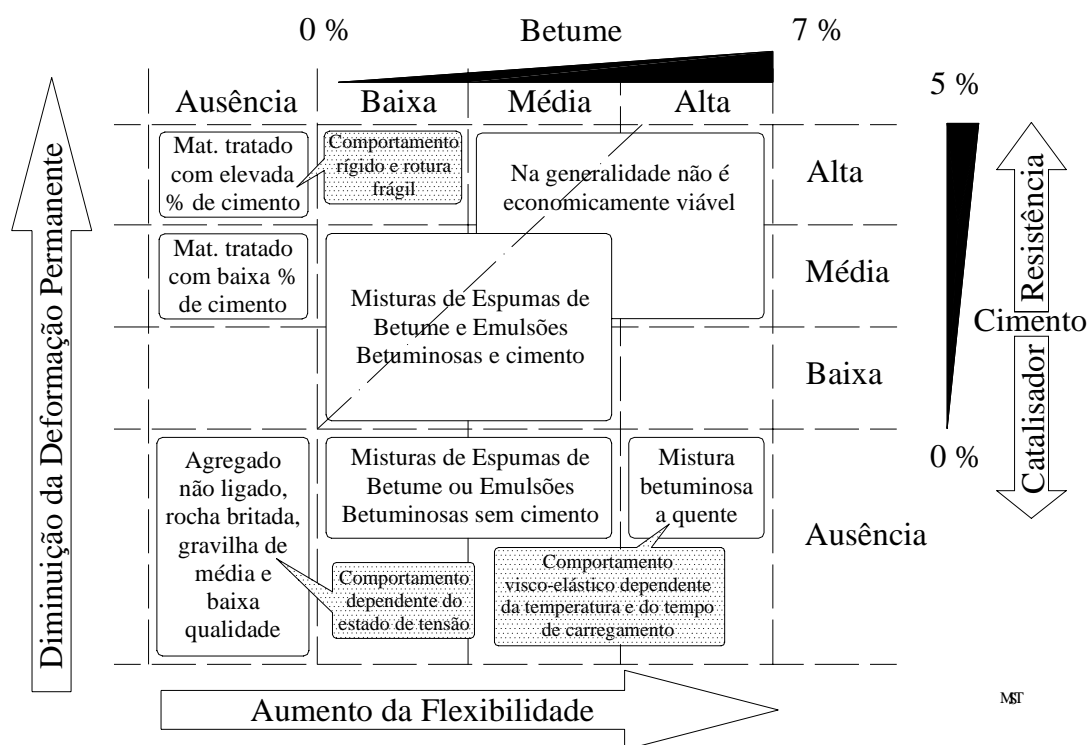 0 %
Betume
7 %
5 %
Ausência
Baixa
Média
Alta
Mat. tratado
com elevada
% de cimento
Comportamento
rígido e rotura
frágil
Na generalidade não é
economicamente viável
Alta
Mat. tratado
com baixa %
de cimento
Misturas de Espumas de
Betume e Emulsões
Betuminosas e cimento
Média
Baixa
Agregado
não ligado,
rocha britada,
gravilha de
média e
baixa
qualidade
Misturas de Espumas de
Betume ou Emulsões
Betuminosas sem cimento
Mistura
betuminosa
a quente
Ausência
Comportamento
dependente do
estado de tensão
Comportamento
visco-elástico dependente
da temperatura e do tempo
de carregamento
0 %
Resistência
Cimento
Catalisador
Diminuição da Deformação Permanente
Aumento da Flexibilidade